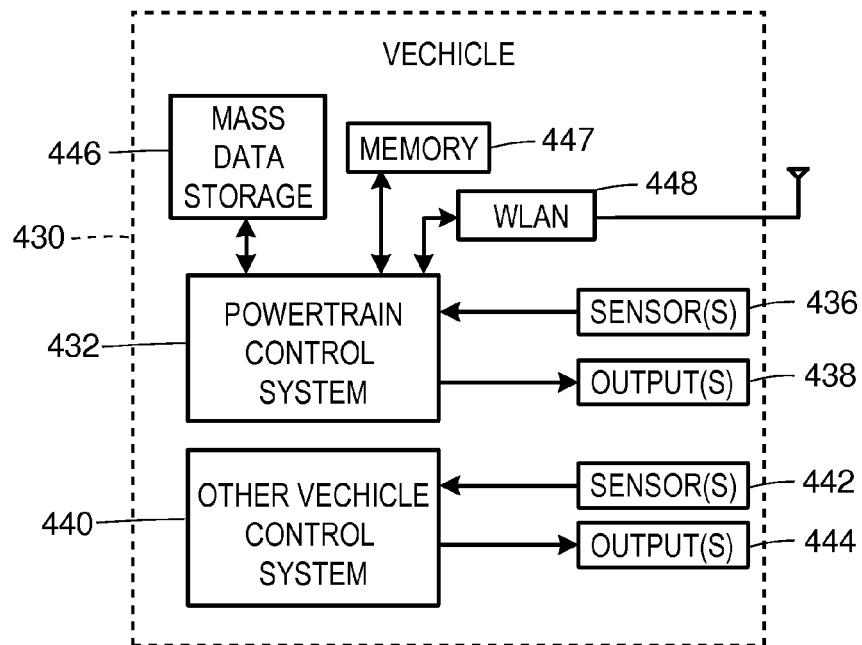 VECHICLE
MASS
DATA
STORAGE
446
MEMORY
447
448
WLAN
430
POWERTRAIN
CONTROL
SYSTEM
432
SENSOR(S)
436
OUTPUT(S)
438
OTHER VECHICLE
CONTROL
SYSTEM
440
SENSOR(S)
442
OUTPUT(S)
444